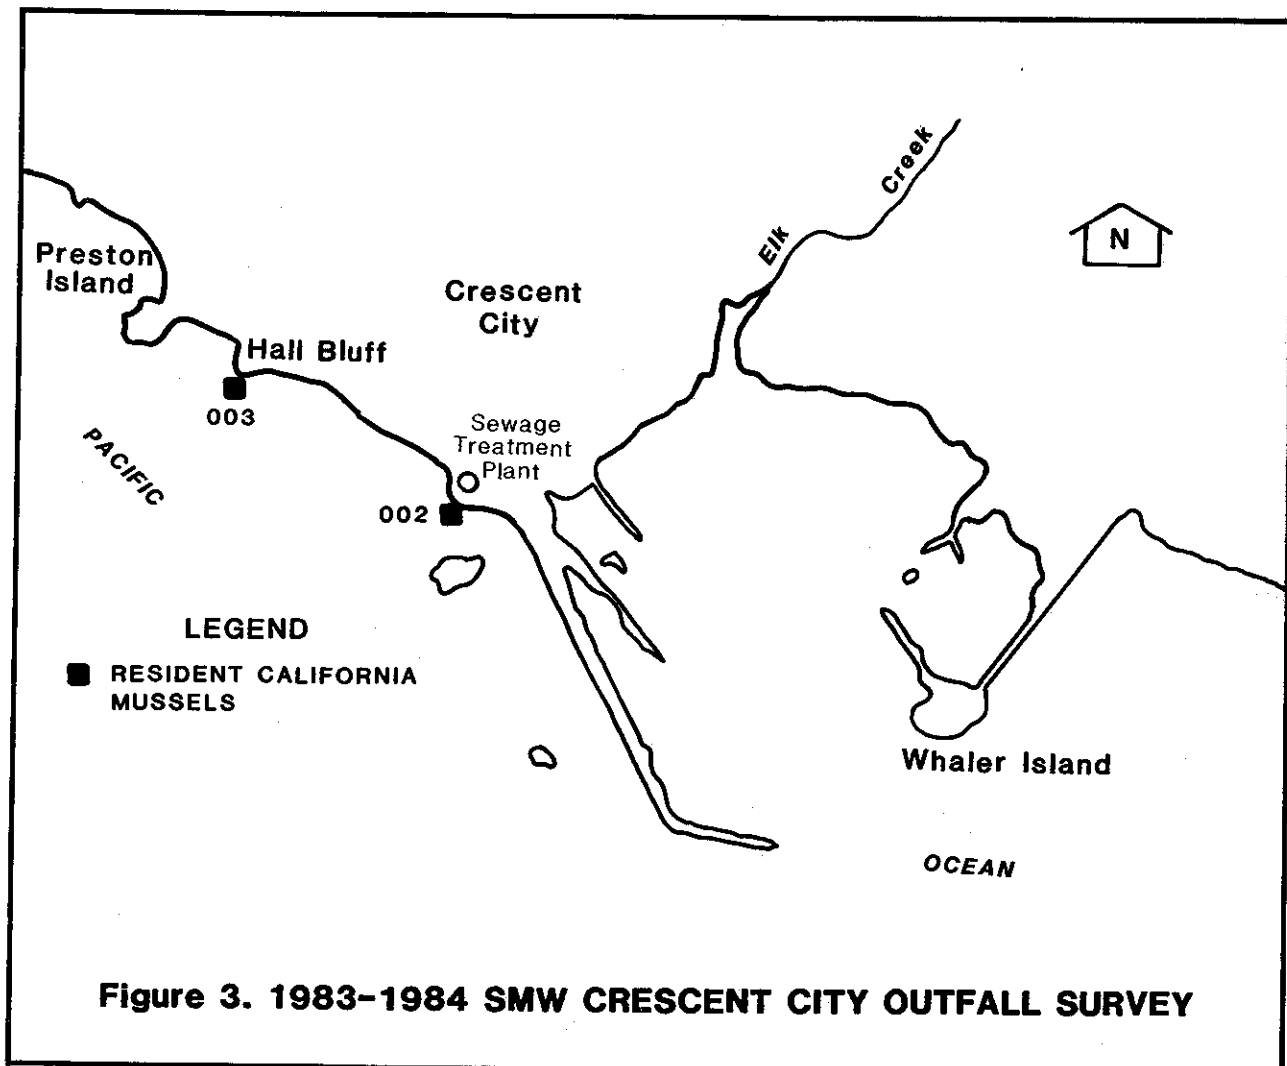 Creek
Elk
N
Preston
Island
Crescent
City
Hall Bluff
003
PACIFIC
Sewage
Treatment
Plant
002
LEGEND
RESIDENT CALIFORNIA
MUSSELS
Whaler Island
OCEAN
Figure 3. 1983-1984 SMW CRESCENT CITY OUTFALL SURVEY